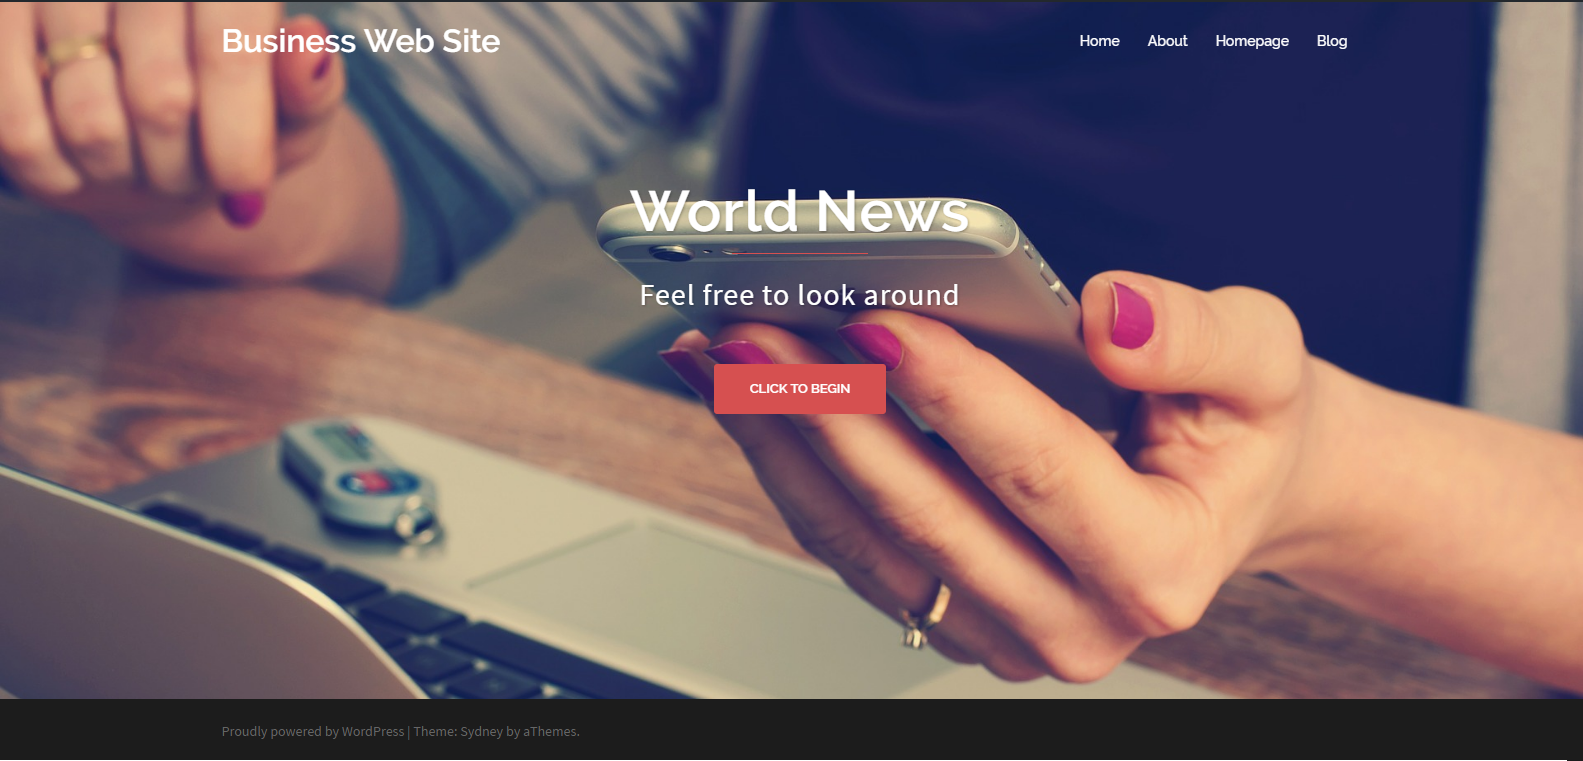 Business Web Site
Home About Homepage Blog
World News
Feel free to look around
CLICK TO BEGIN
Proudly powered by WordPress | Theme: Sydney by aThemes.